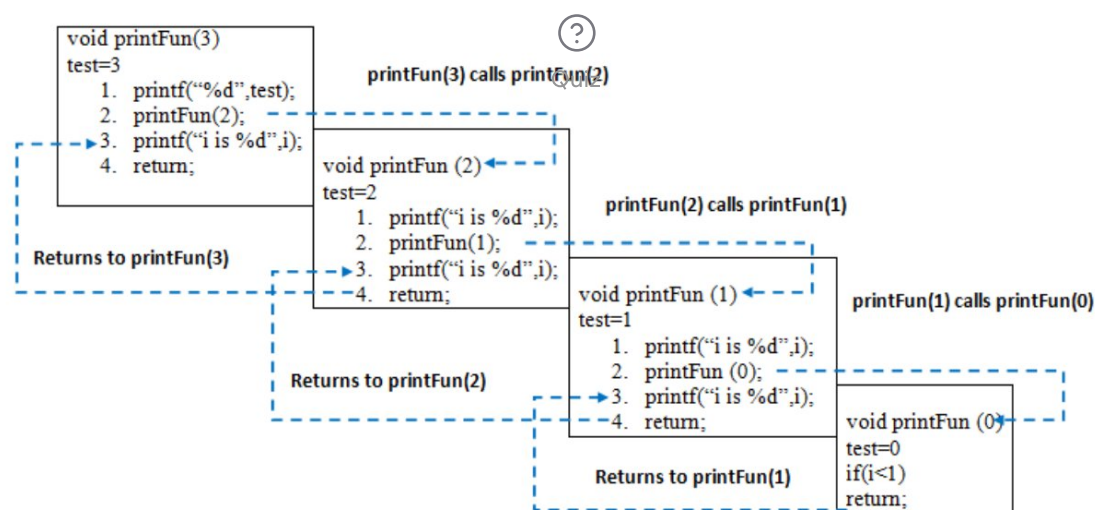 ?
Quiz
void printFun(3)
test=3
1. printf(“%d”,test);
2. printFun(2);
3. printf(“i is %d”,i);
4. return;
printFun(3) calls printFun(2)
void printFun (2)
test=2
1. printf(“i is %d”,i);
2. printFun(1);
3. printf(“i is %d”,i);
4. return;
Returns to printFun(3)
printFun(2) calls printFun(1)
void printFun (1)
test=1
1. printf(“i is %d”,i);
2. printFun (0);
3. printf(“i is %d”,i);
4. return;
Returns to printFun(2)
printFun(1) calls printFun(0)
void printFun (0)
test=0
if(i<1)
return;
Returns to printFun(1)